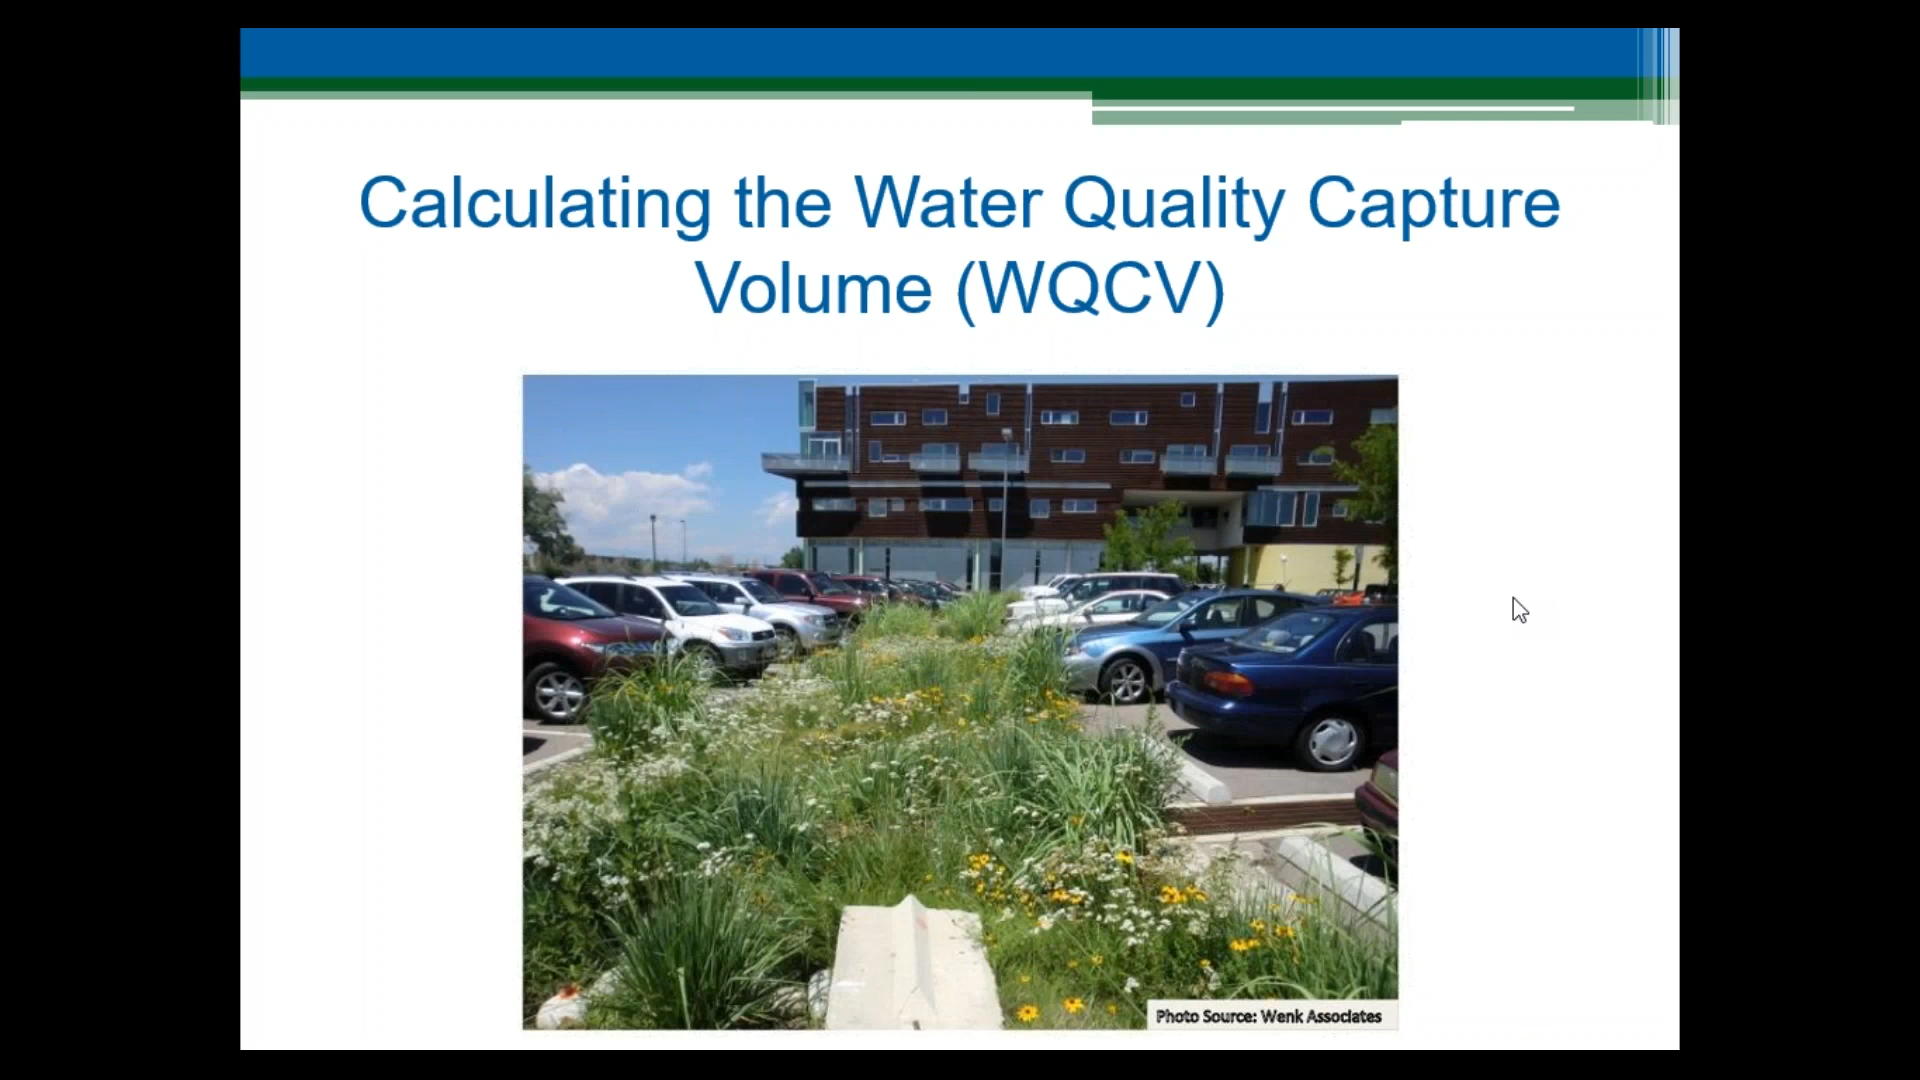 Calculating the Water Quality Capture
Volume (WQCV)
Photo Source: Wenk Associates